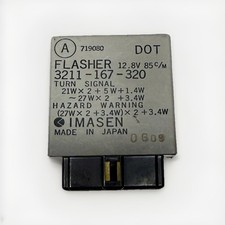 A 719080 DOT
FLASHER 12.8V 85C/M
3211-167-320
TURN SIGNAL
21W×2+5W+1.4W
~27W×2+3.4W
HAZARD WARNING
(27W×2+3.4W)×2+3.4W
IMASEN
MADE IN JAPAN
0609